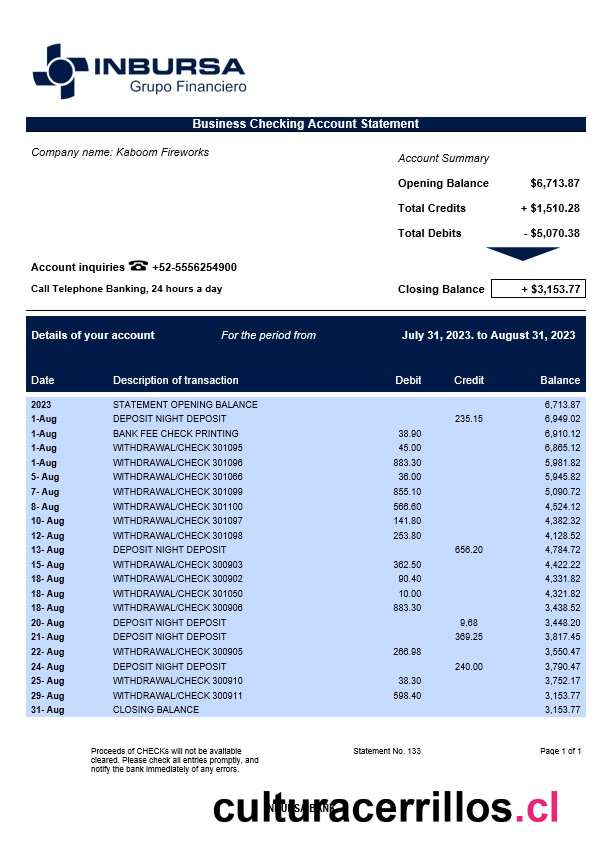 INBURSA
Grupo Financiero
Business Checking Account Statement
Company name: Kaboom Fireworks
Account Summary
Opening Balance $6,713.87
Total Credits + $1,510.28
Total Debits - $5,070.38
Account inquiries ☎ +52-5556254900
Call Telephone Banking, 24 hours a day
Closing Balance + $3,153.77
Details of your account For the period from July 31, 2023. to August 31, 2023
Date Description of transaction Debit Credit Balance
2023 STATEMENT OPENING BALANCE 6,713.87
1-Aug DEPOSIT NIGHT DEPOSIT 235.15 6,949.02
1-Aug BANK FEE CHECK PRINTING 38.90 6,910.12
1-Aug WITHDRAWAL/CHECK 301095 45.00 6,865.12
1-Aug WITHDRAWAL/CHECK 301096 883.30 5,981.82
5- Aug WITHDRAWAL/CHECK 301066 36.00 5,945.82
7- Aug WITHDRAWAL/CHECK 301099 855.10 5,090.72
8- Aug WITHDRAWAL/CHECK 301100 566.60 4,524.12
10- Aug WITHDRAWAL/CHECK 301097 141.80 4,382.32
12- Aug WITHDRAWAL/CHECK 301098 253.80 4,128.52
13- Aug DEPOSIT NIGHT DEPOSIT 656.20 4,784.72
15- Aug WITHDRAWAL/CHECK 300903 362.50 4,422.22
18- Aug WITHDRAWAL/CHECK 300902 90.40 4,331.82
18- Aug WITHDRAWAL/CHECK 301050 10.00 4,321.82
18- Aug WITHDRAWAL/CHECK 300906 883.30 3,438.52
20- Aug DEPOSIT NIGHT DEPOSIT 9.68 3,448.20
21- Aug DEPOSIT NIGHT DEPOSIT 369.25 3,817.45
22- Aug WITHDRAWAL/CHECK 300905 266.98 3,550.47
24- Aug DEPOSIT NIGHT DEPOSIT 240.00 3,790.47
25- Aug WITHDRAWAL/CHECK 300910 38.30 3,752.17
29- Aug WITHDRAWAL/CHECK 300911 598.40 3,153.77
31- Aug CLOSING BALANCE 3,153.77
Proceeds of CHECKs will not be available
cleared. Please check all entries promptly, and
notify the bank immediately of any errors.
Statement No. 133
Page 1 of 1
INBURSA BANK
culturacerrillos.cl